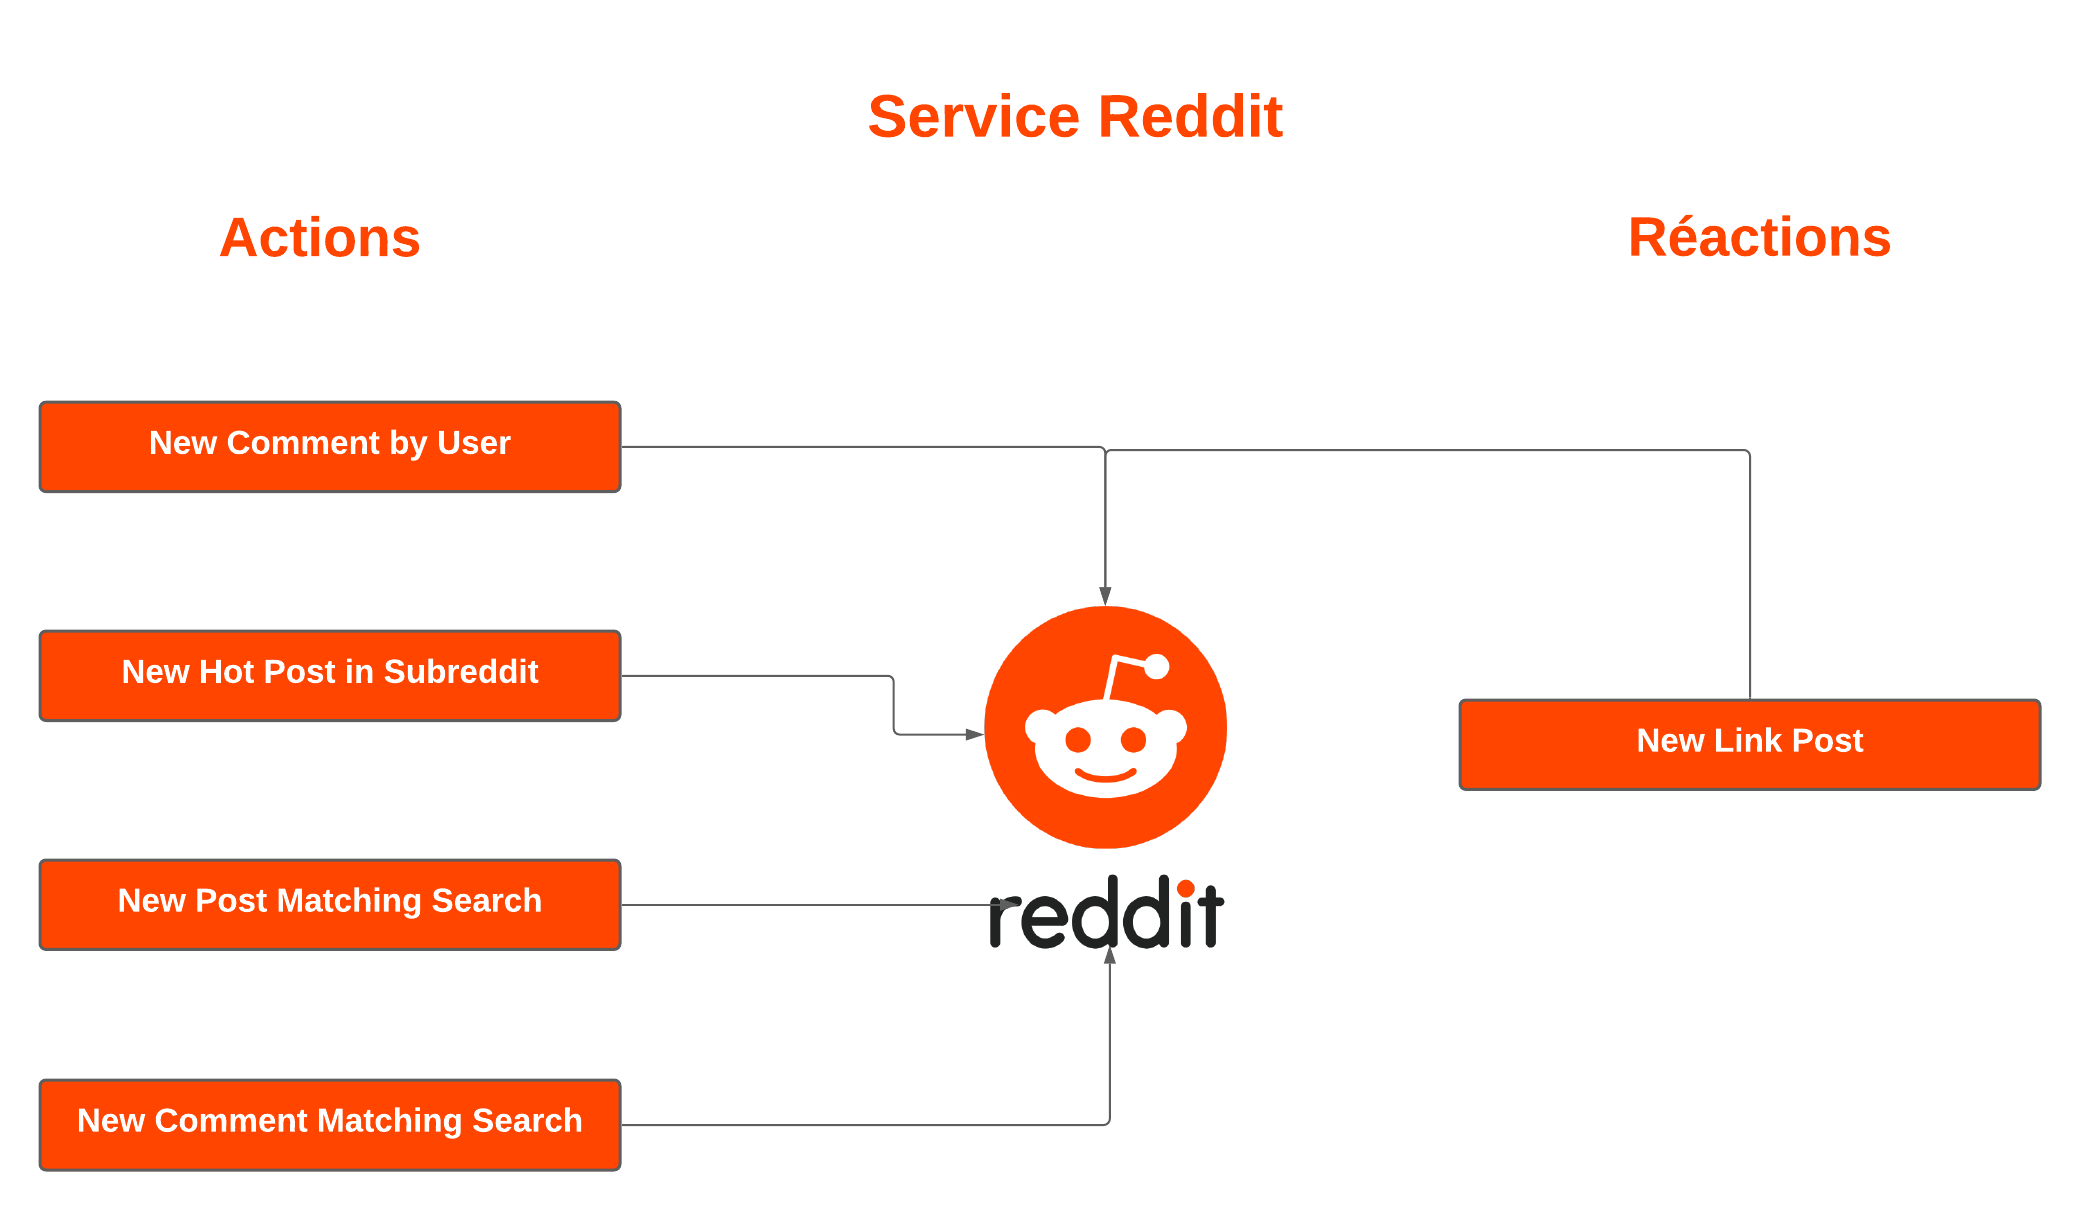 Service Reddit
Actions
Réactions
New Comment by User
New Hot Post in Subreddit
New Link Post
New Post Matching Search
reddit
New Comment Matching Search